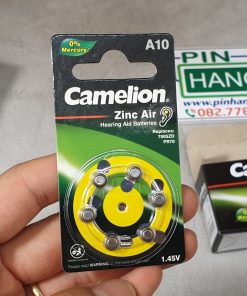 0%
Mercury
A10
PIN
HANG
www.pinhan
082.778
Camelion
Zinc Air
Hearing Aid Batteries
Replaces:
7005ZD
PR70
1.45V